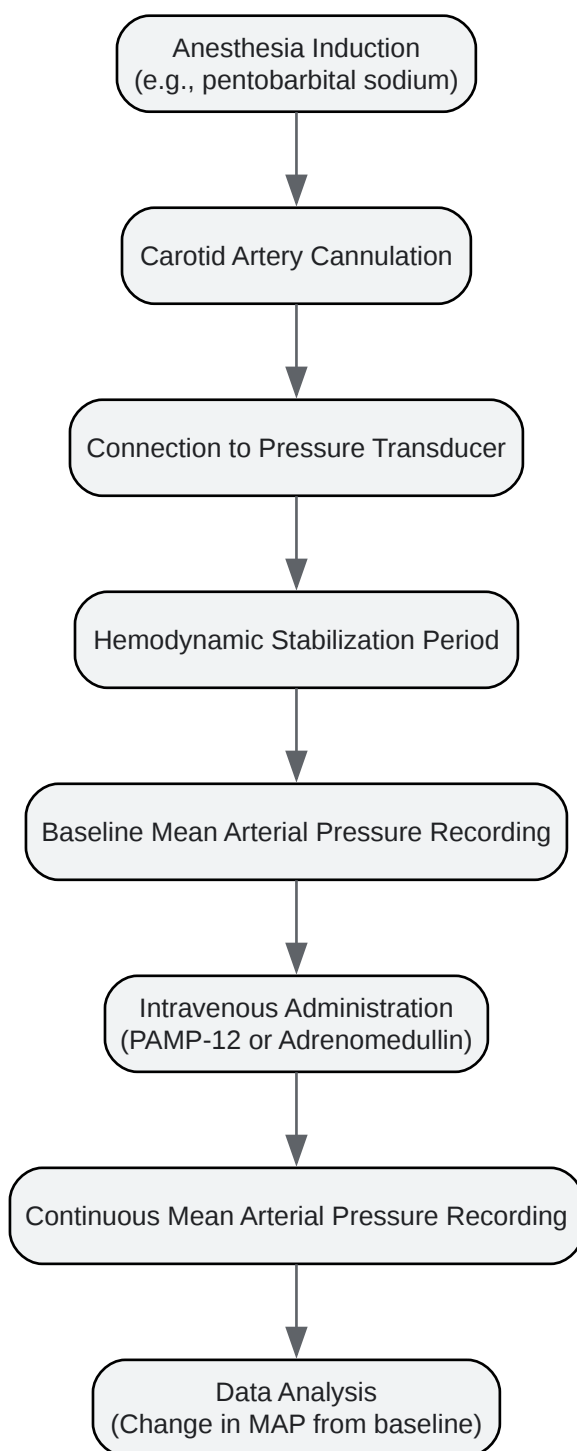 Anesthesia Induction
(e.g., pentobarbital sodium)
Carotid Artery Cannulation
Connection to Pressure Transducer
Hemodynamic Stabilization Period
Baseline Mean Arterial Pressure Recording
Intravenous Administration
(PAMP-12 or Adrenomedullin)
Continuous Mean Arterial Pressure Recording
Data Analysis
(Change in MAP from baseline)